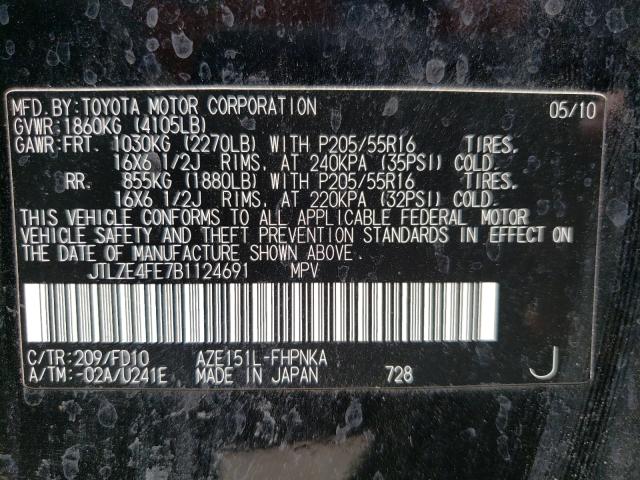 MFD.BY:TOYOTA MOTOR CORPORATION 05/10
GVWR:1860KG (4105LB)
GAWR:FRT. 1030KG (2270LB) WITH P205/55R16 TIRES.
16X6 1/2J RIMS, AT 240KPA (35PSI) COLD.
RR. 855KG (1880LB) WITH P205/55R16 TIRES.
16X6 1/2J RIMS, AT 220KPA (32PSI) COLD.
THIS VEHICLE CONFORMS TO ALL APPLICABLE FEDERAL MOTOR
VEHICLE SAFETY AND THEFT PREVENTION STANDARDS IN EFFECT ON
THE DATE OF MANUFACTURE SHOWN ABOVE.
JTLZE4FE7B1124691 MPV
C/TR:209/FD10 AZE151L-FHPNKA
A/TM:-02A/U241E MADE IN JAPAN 728 J